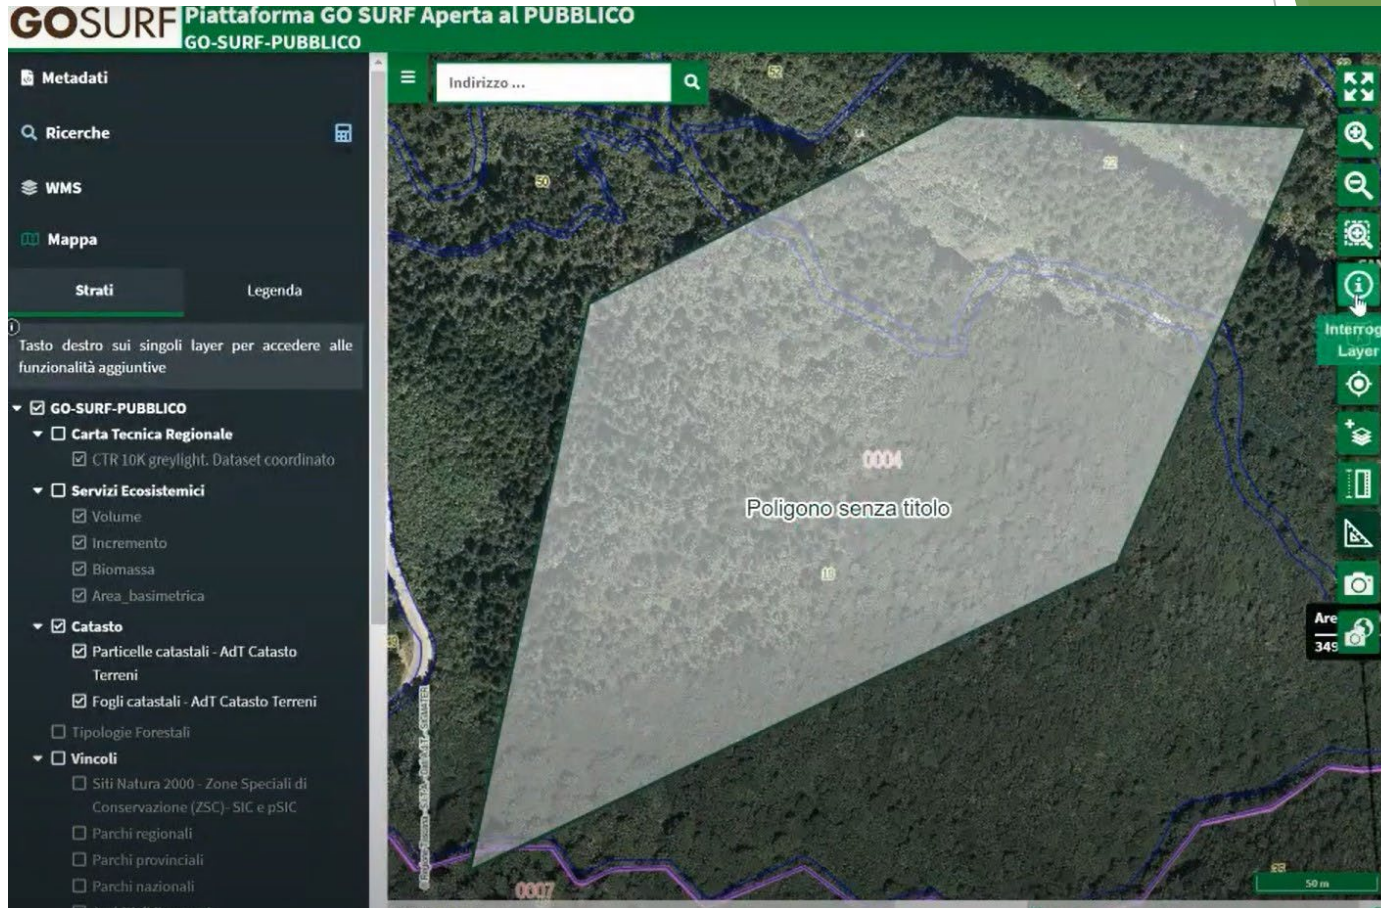 GOSURF
Piattaforma GO SURF Aperta al PUBBLICO
GO-SURF-PUBBLICO
Metadati
Ricerche
WMS
Mappa
Strati
Legenda
Tasto destro sui singoli layer per accedere alle
funzionalità aggiuntive
GO-SURF-PUBBLICO
Carta Tecnica Regionale
CTR 10K greylight. Dataset coordinato
Servizi Ecosistemici
Volume
Incremento
Biomassa
Area_basimetrica
Catasto
Particelle catastali - AdT Catasto
Terreni
Fogli catastali - AdT Catasto Terreni
Tipologie Forestali
Vincoli
Siti Natura 2000 - Zone Speciali di
Conservazione (ZSC)- SIC e pSIC
Parchi regionali
Parchi provinciali
Parchi nazionali
Indirizzo ...
52
50
Interrog
Layer
0004
Poligono senza titolo
Are
349
0007
50 m